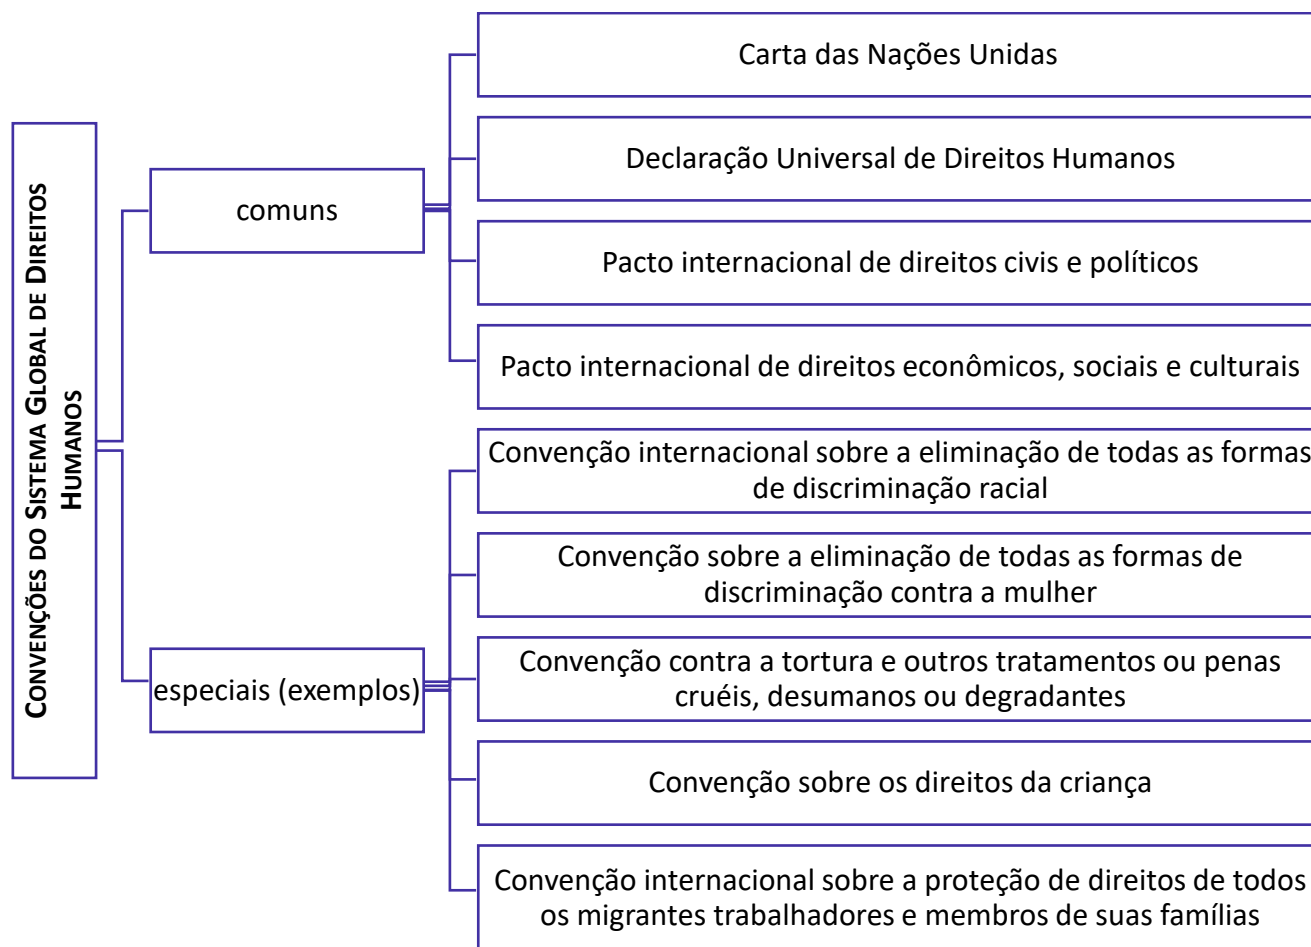 CONVENÇÕES DO SISTEMA GLOBAL DE DIREITOS
HUMANOS
comuns
Carta das Nações Unidas
Declaração Universal de Direitos Humanos
Pacto internacional de direitos civis e políticos
Pacto internacional de direitos econômicos, sociais e culturais
especiais (exemplos)
Convenção internacional sobre a eliminação de todas as formas
de discriminação racial
Convenção sobre a eliminação de todas as formas de
discriminação contra a mulher
Convenção contra a tortura e outros tratamentos ou penas
cruéis, desumanos ou degradantes
Convenção sobre os direitos da criança
Convenção internacional sobre a proteção de direitos de todos
os migrantes trabalhadores e membros de suas famílias